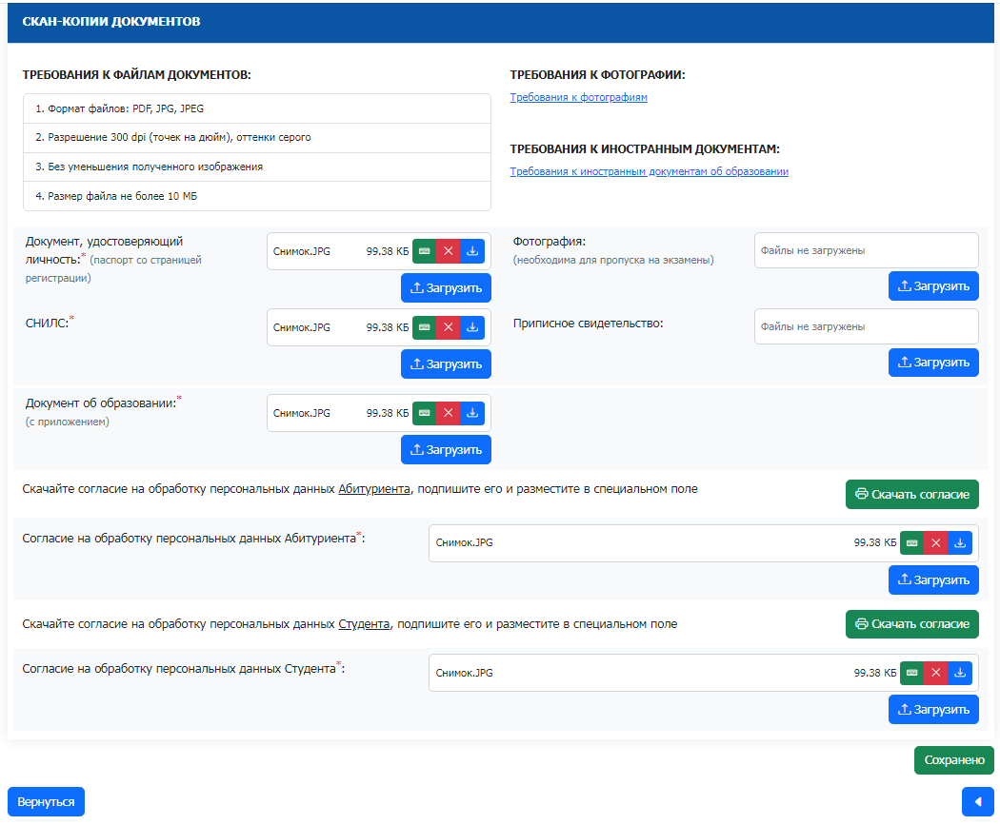 СКАН-КОПИИ ДОКУМЕНТОВ
ТРЕБОВАНИЯ К ФАЙЛАМ ДОКУМЕНТОВ:
1. Формат файлов: PDF, JPG, JPEG
2. Разрешение 300 dpi (точек на дюйм), оттенки серого
3. Без уменьшения полученного изображения
4. Размер файла не более 10 МБ
ТРЕБОВАНИЯ К ФОТОГРАФИИ:
Требования к фотографиям
ТРЕБОВАНИЯ К ИНОСТРАННЫМ ДОКУМЕНТАМ:
Требования к иностранным документам об образовании
Документ, удостоверяющий
личность:* (паспорт со страницей
регистрации)
Снимок.JPG 99.38 КБ
Загрузить
Фотография:
(необходима для пропуска на экзамены)
Файлы не загружены
Загрузить
СНИЛС:*
Снимок.JPG 99.38 КБ
Загрузить
Приписное свидетельство:
Файлы не загружены
Загрузить
Документ об образовании:*
(с приложением)
Снимок.JPG 99.38 КБ
Загрузить
Скачайте согласие на обработку персональных данных Абитуриента, подпишите его и разместите в специальном поле
Скачать согласие
Согласие на обработку персональных данных Абитуриента*:
Снимок.JPG 99.38 КБ
Загрузить
Скачайте согласие на обработку персональных данных Студента, подпишите его и разместите в специальном поле
Скачать согласие
Согласие на обработку персональных данных Студента*:
Снимок.JPG 99.38 КБ
Загрузить
Сохранено
Вернуться